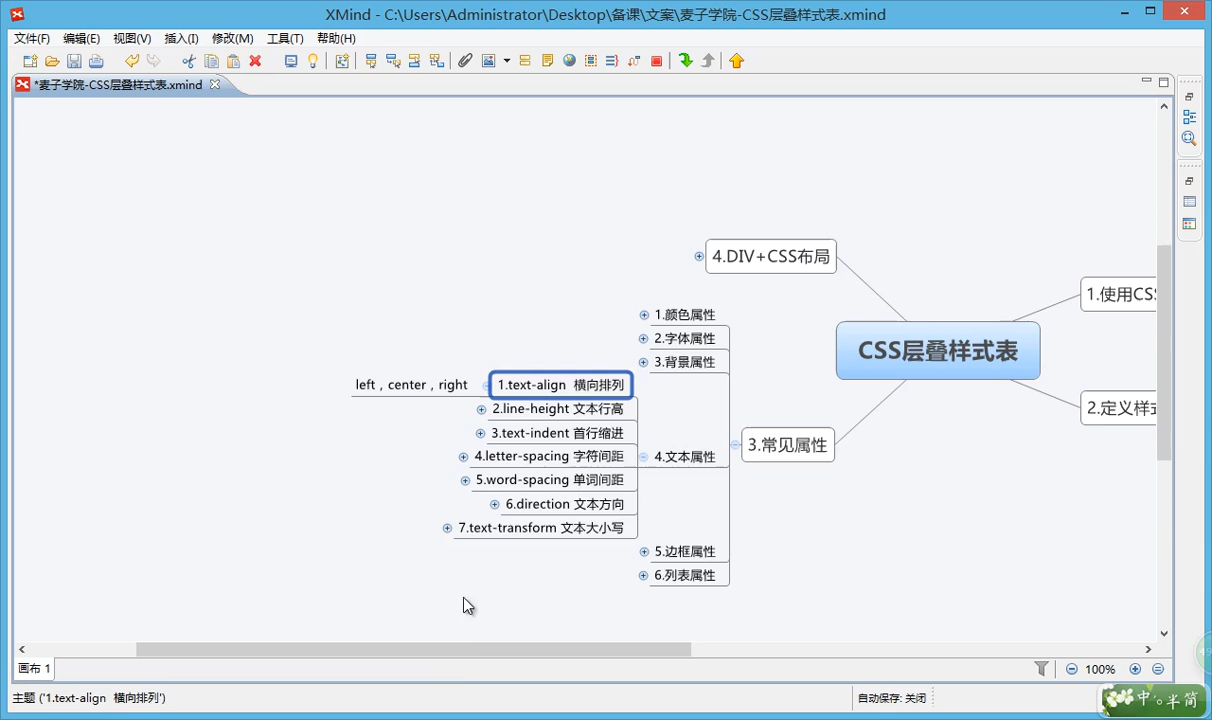 XMind - C:\Users\Administrator\Desktop\备课\文案\麦子学院-CSS层叠样式表.xmind
文件(F) 编辑(E) 视图(V) 插入(I) 修改(M) 工具(T) 帮助(H)
*麦子学院-CSS层叠样式表.xmind
4.DIV+CSS布局
1.使用CSS
CSS层叠样式表
2.定义样式
3.常见属性
1.颜色属性
2.字体属性
3.背景属性
left，center，right
1.text-align 横向排列
2.line-height 文本行高
3.text-indent 首行缩进
4.letter-spacing 字符间距
4.文本属性
5.word-spacing 单词间距
6.direction 文本方向
7.text-transform 文本大小写
5.边框属性
6.列表属性
画布 1
100%
主题 ('1.text-align 横向排列')
自动保存: 关闭
中 半 简